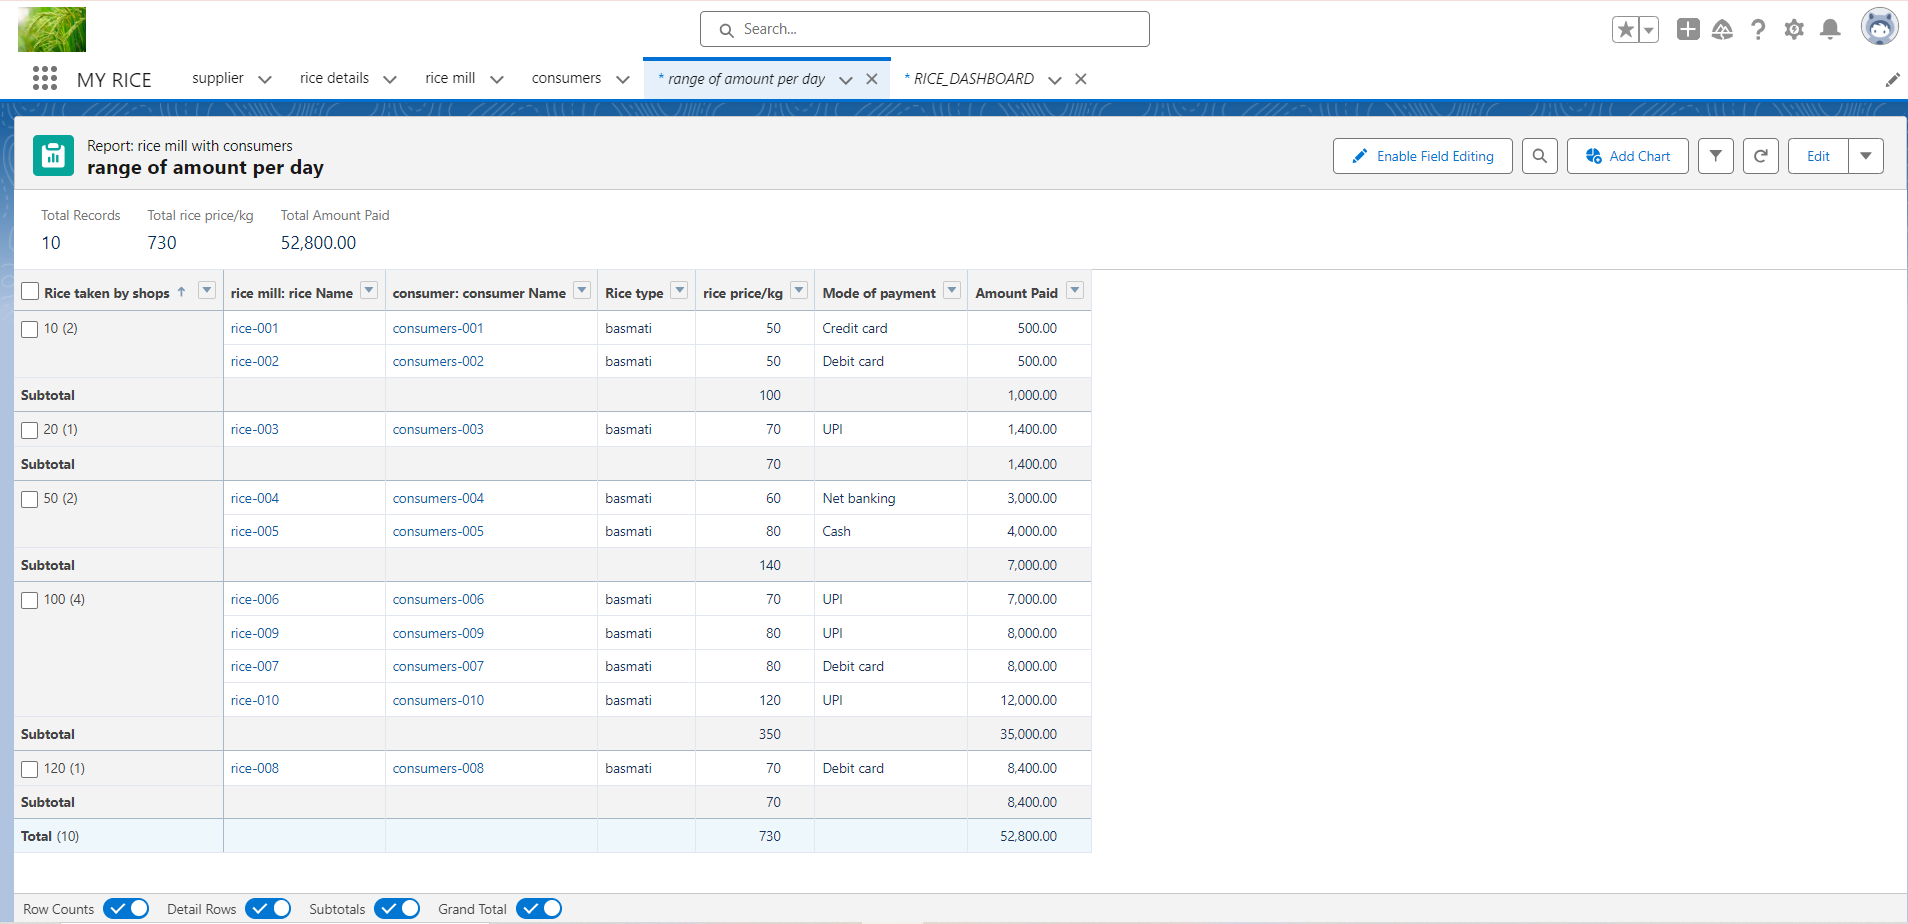 Search...
MY RICE supplier rice details rice mill consumers * range of amount per day * RICE_DASHBOARD
Report: rice mill with consumers
range of amount per day
Enable Field Editing Add Chart Edit
Total Records Total rice price/kg Total Amount Paid
10 730 52,800.00
Rice taken by shops ↑ rice mill: rice Name consumer: consumer Name Rice type rice price/kg Mode of payment Amount Paid
10 (2) rice-001 consumers-001 basmati 50 Credit card 500.00
rice-002 consumers-002 basmati 50 Debit card 500.00
Subtotal 100 1,000.00
20 (1) rice-003 consumers-003 basmati 70 UPI 1,400.00
Subtotal 70 1,400.00
50 (2) rice-004 consumers-004 basmati 60 Net banking 3,000.00
rice-005 consumers-005 basmati 80 Cash 4,000.00
Subtotal 140 7,000.00
100 (4) rice-006 consumers-006 basmati 70 UPI 7,000.00
rice-009 consumers-009 basmati 80 UPI 8,000.00
rice-007 consumers-007 basmati 80 Debit card 8,000.00
rice-010 consumers-010 basmati 120 UPI 12,000.00
Subtotal 350 35,000.00
120 (1) rice-008 consumers-008 basmati 70 Debit card 8,400.00
Subtotal 70 8,400.00
Total (10) 730 52,800.00
Row Counts Detail Rows Subtotals Grand Total